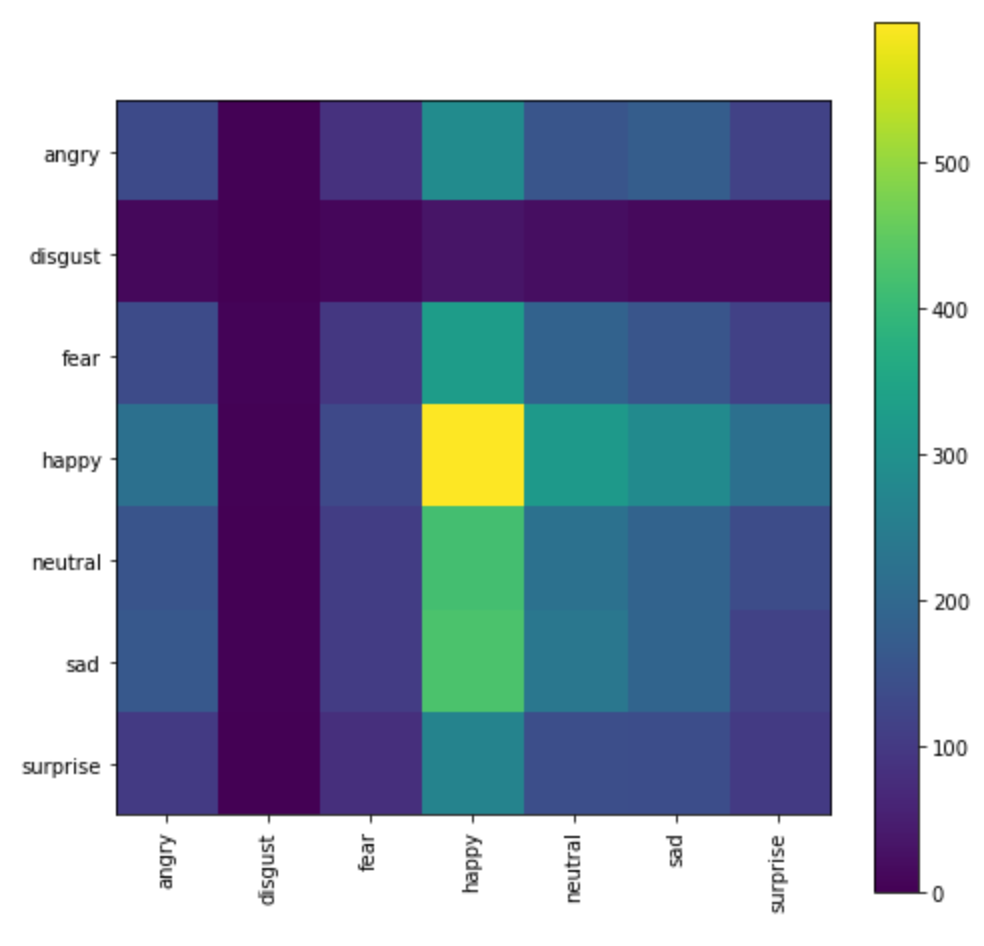 angry
disgust
fear
happy
neutral
sad
surprise
angry
disgust
fear
happy
neutral
sad
surprise
500
400
300
200
100
0